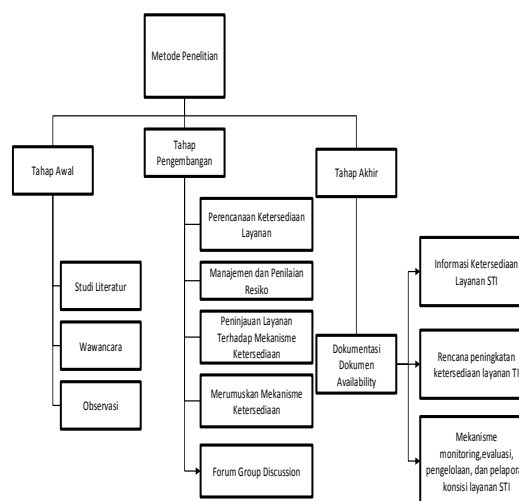 Metode Penelitian
Tahap Awal
Tahap
Pengembangan
Tahap Akhir
Studi Literatur
Wawancara
Observasi
Perencanaan Ketersediaan
Layanan
Manajemen dan Penilaian
Resiko
Peninjauan Layanan
Terhadap Mekanisme
Ketersediaan
Merumuskan Mekanisme
Ketersediaan
Forum Group Discussion
Dokumentasi
Dokumen
Availability
Informasi Ketersediaan
Layanan STI
Rencana peningkatan
ketersediaan layanan TI
Mekanisme
monitoring,evaluasi,
pengelolaan, dan pelapora
konsisi layanan STI